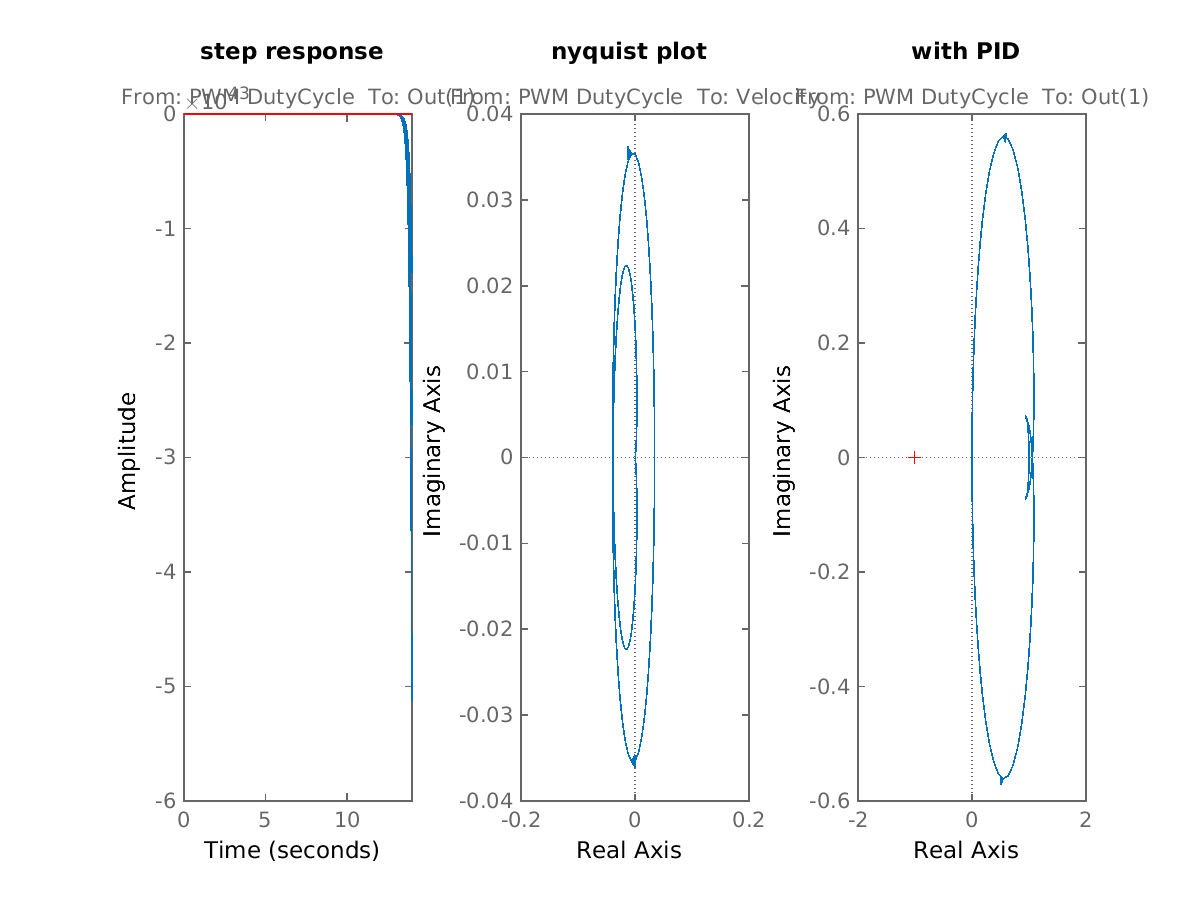 step response
nyquist plot
with PID
From: PWM DutyCycle To: Out(1)
From: PWM DutyCycle To: Velocity
From: PWM DutyCycle To: Out(1)
×10^43
0
-1
-2
-3
-4
-5
-6
0 5 10
Amplitude
Time (seconds)
0.04
0.03
0.02
0.01
0
-0.01
-0.02
-0.03
-0.04
-0.2 0 0.2
Imaginary Axis
Real Axis
0.6
0.4
0.2
0
-0.2
-0.4
-0.6
-2 0 2
Imaginary Axis
Real Axis